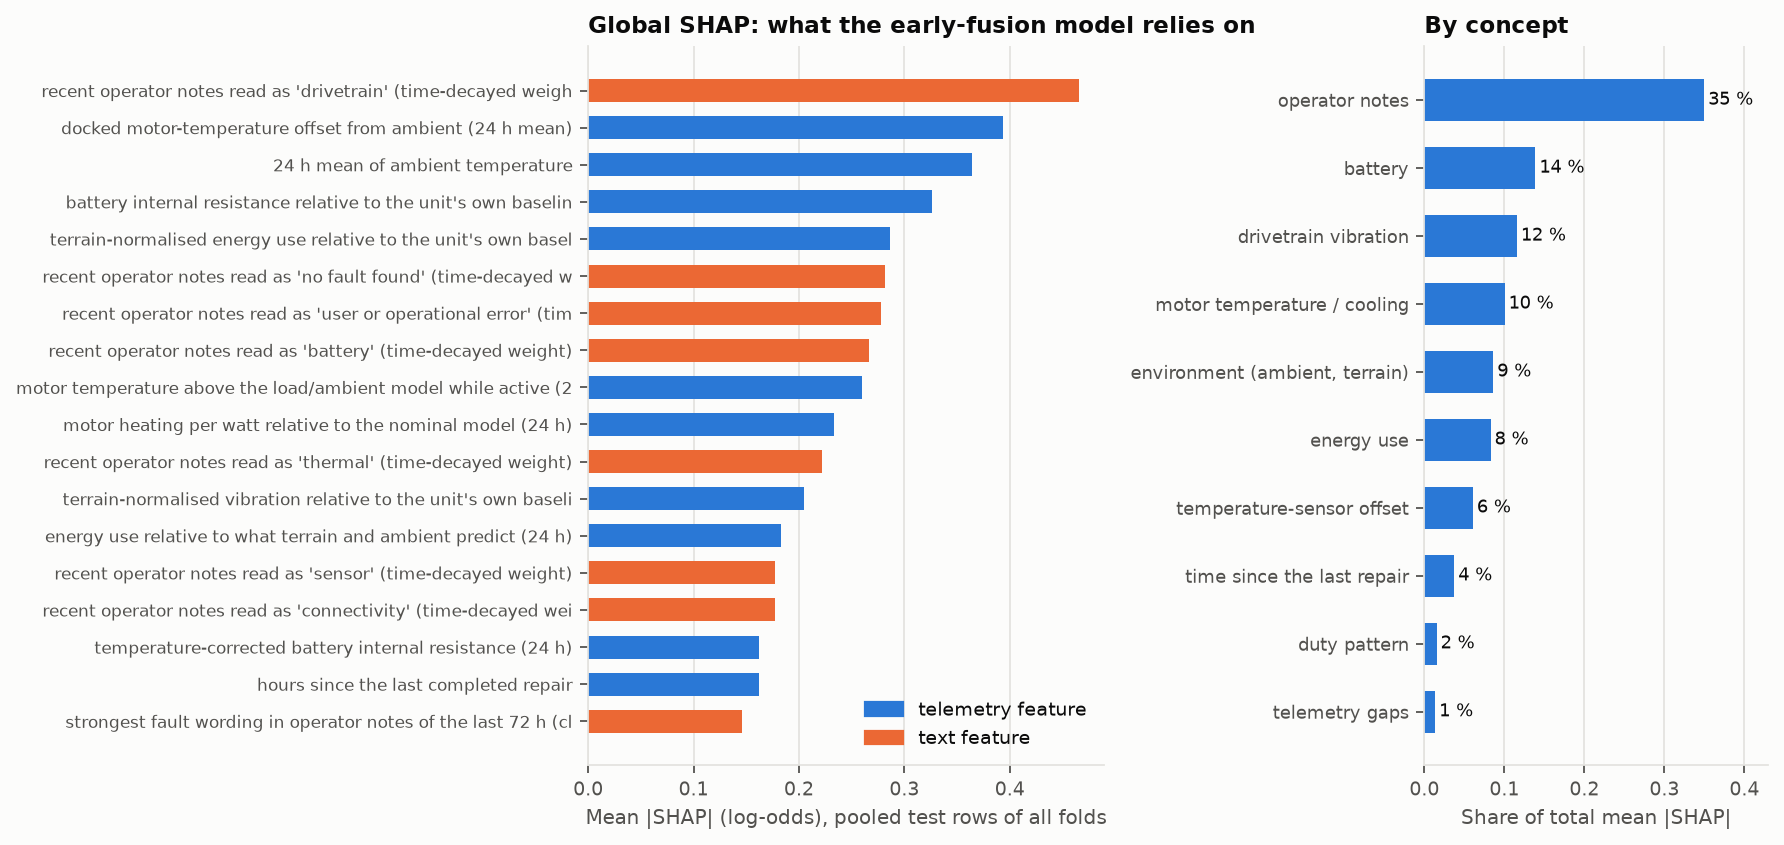 Global SHAP: what the early-fusion model relies on
recent operator notes read as 'drivetrain' (time-decayed weigh
docked motor-temperature offset from ambient (24 h mean)
24 h mean of ambient temperature
battery internal resistance relative to the unit's own baselin
terrain-normalised energy use relative to the unit's own basel
recent operator notes read as 'no fault found' (time-decayed w
recent operator notes read as 'user or operational error' (tim
recent operator notes read as 'battery' (time-decayed weight)
motor temperature above the load/ambient model while active (2
motor heating per watt relative to the nominal model (24 h)
recent operator notes read as 'thermal' (time-decayed weight)
terrain-normalised vibration relative to the unit's own baseli
energy use relative to what terrain and ambient predict (24 h)
recent operator notes read as 'sensor' (time-decayed weight)
recent operator notes read as 'connectivity' (time-decayed wei
temperature-corrected battery internal resistance (24 h)
hours since the last completed repair
strongest fault wording in operator notes of the last 72 h (cl
telemetry feature
text feature
0.0 0.1 0.2 0.3 0.4
Mean |SHAP| (log-odds), pooled test rows of all folds
By concept
operator notes 35 %
battery 14 %
drivetrain vibration 12 %
motor temperature / cooling 10 %
environment (ambient, terrain) 9 %
energy use 8 %
temperature-sensor offset 6 %
time since the last repair 4 %
duty pattern 2 %
telemetry gaps 1 %
0.0 0.1 0.2 0.3 0.4
Share of total mean |SHAP|